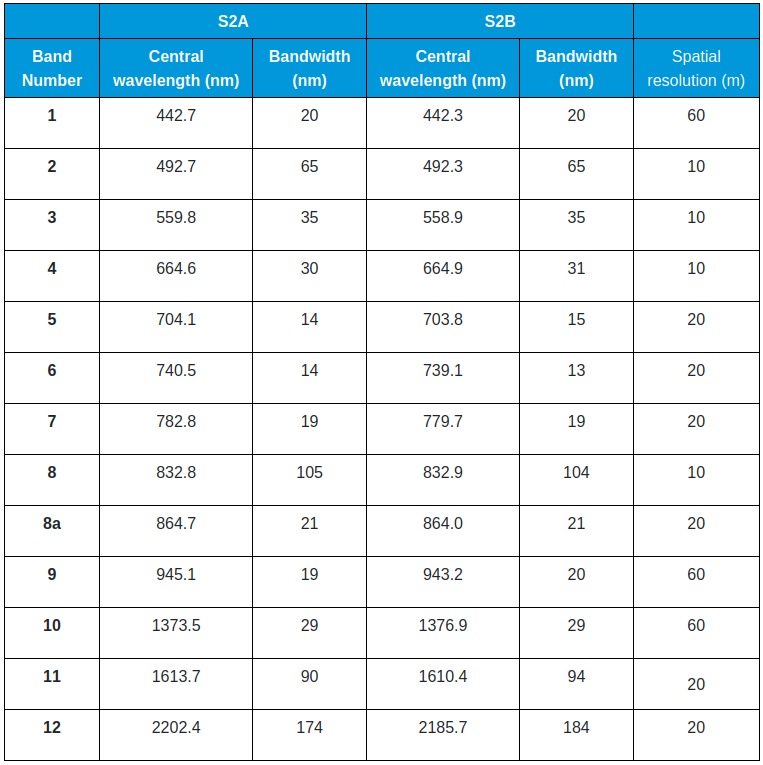 S2A S2B
Band Number Central wavelength (nm) Bandwidth (nm) Central wavelength (nm) Bandwidth (nm) Spatial resolution (m)
1 442.7 20 442.3 20 60
2 492.7 65 492.3 65 10
3 559.8 35 558.9 35 10
4 664.6 30 664.9 31 10
5 704.1 14 703.8 15 20
6 740.5 14 739.1 13 20
7 782.8 19 779.7 19 20
8 832.8 105 832.9 104 10
8a 864.7 21 864.0 21 20
9 945.1 19 943.2 20 60
10 1373.5 29 1376.9 29 60
11 1613.7 90 1610.4 94 20
12 2202.4 174 2185.7 184 20